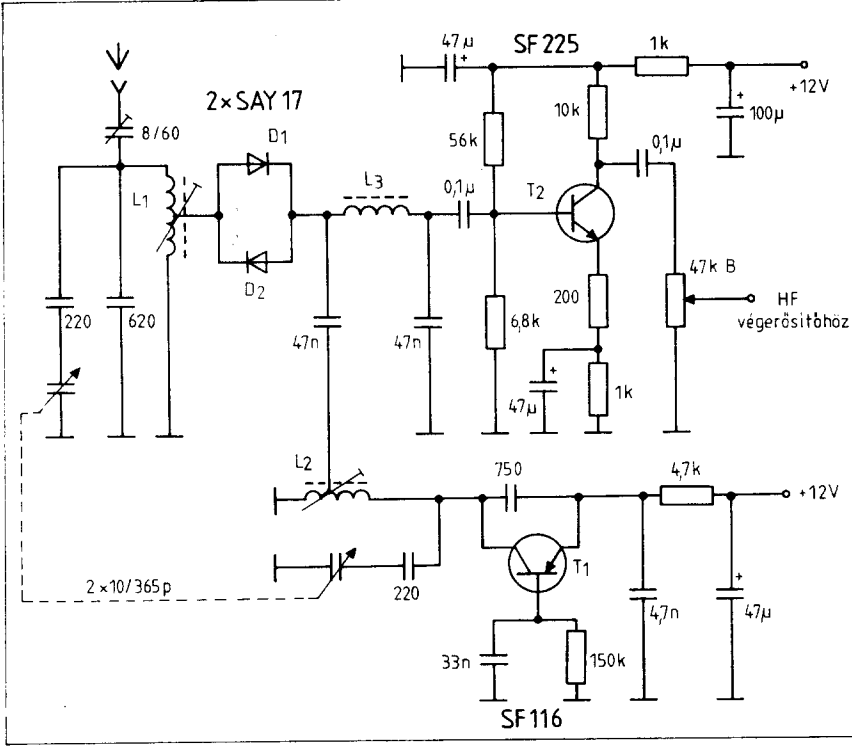 47µ
+
SF 225
1k
+12V
8/60
2×SAY 17
D1
56k
10k
+
100µ
0,1µ
L1
L3
0,1µ
T2
D2
47k B
HF
végerősítőhöz
220
620
47n
47n
6,8k
200
+
47µ
1k
L2
750
4,7k
+12V
T1
2×10/365p
220
4,7n
+
47µ
33n
150k
SF 116